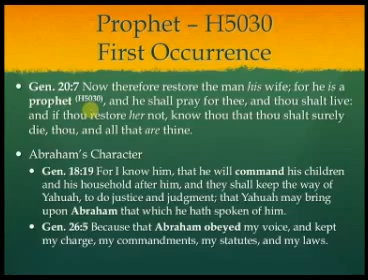 Prophet – H5030
First Occurrence
• Gen. 20:7 Now therefore restore the man his wife; for he is a
prophet (H5030), and he shall pray for thee, and thou shalt live:
and if thou restore her not, know thou that thou shalt surely
die, thou, and all that are thine.
• Abraham's Character
• Gen. 18:19 For I know him, that he will command his children
and his household after him, and they shall keep the way of
Yahuah, to do justice and judgment; that Yahuah may bring
upon Abraham that which he hath spoken of him.
• Gen. 26:5 Because that Abraham obeyed my voice, and kept
my charge, my commandments, my statutes, and my laws.